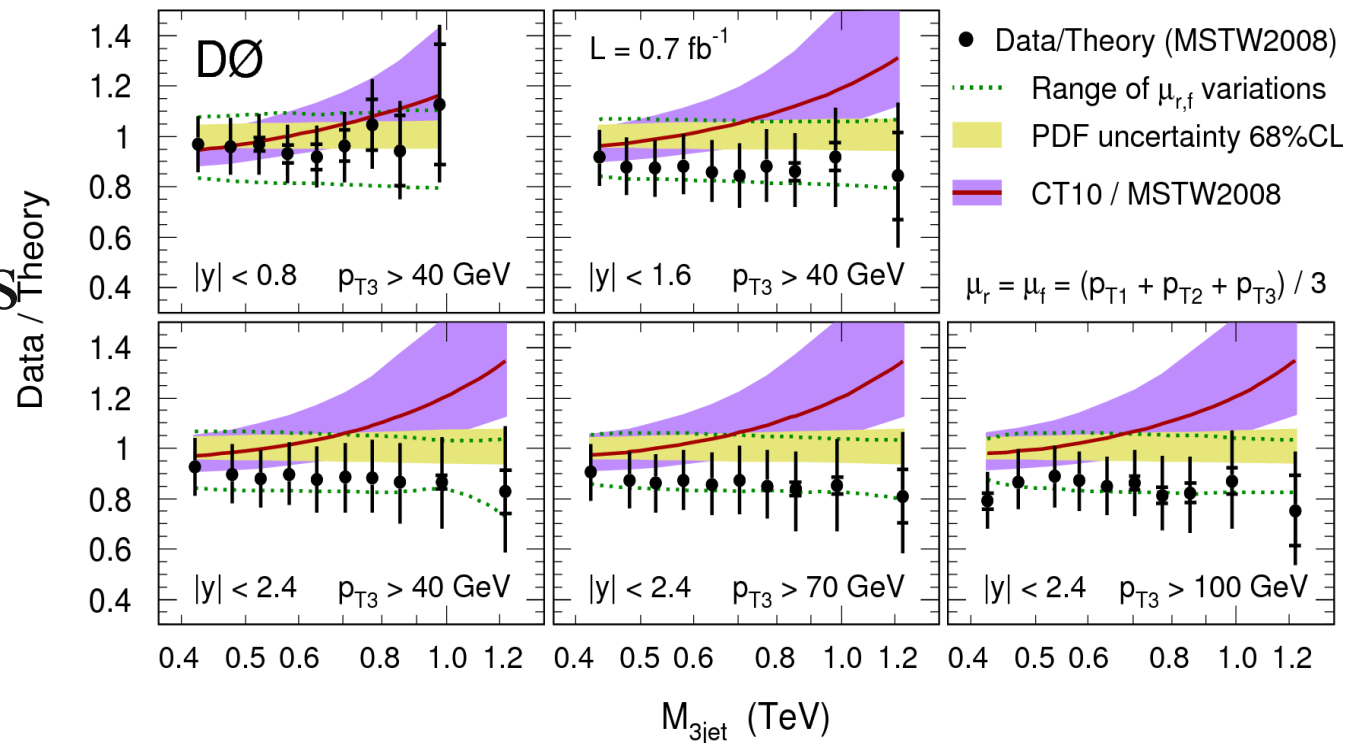 DØ
L = 0.7 fb⁻¹
Data/Theory (MSTW2008)
Range of μr,f variations
PDF uncertainty 68%CL
CT10 / MSTW2008
μr = μf = (pT1 + pT2 + pT3) / 3
1.4
1.2
1
0.8
0.6
0.4
|y| < 0.8 pT3 > 40 GeV
|y| < 1.6 pT3 > 40 GeV
S
Data / Theory
1.4
1.2
1
0.8
0.6
0.4
|y| < 2.4 pT3 > 40 GeV
|y| < 2.4 pT3 > 70 GeV
|y| < 2.4 pT3 > 100 GeV
0.4 0.5 0.6 0.8 1.0 1.2
0.4 0.5 0.6 0.8 1.0 1.2
0.4 0.5 0.6 0.8 1.0 1.2
M3jet (TeV)